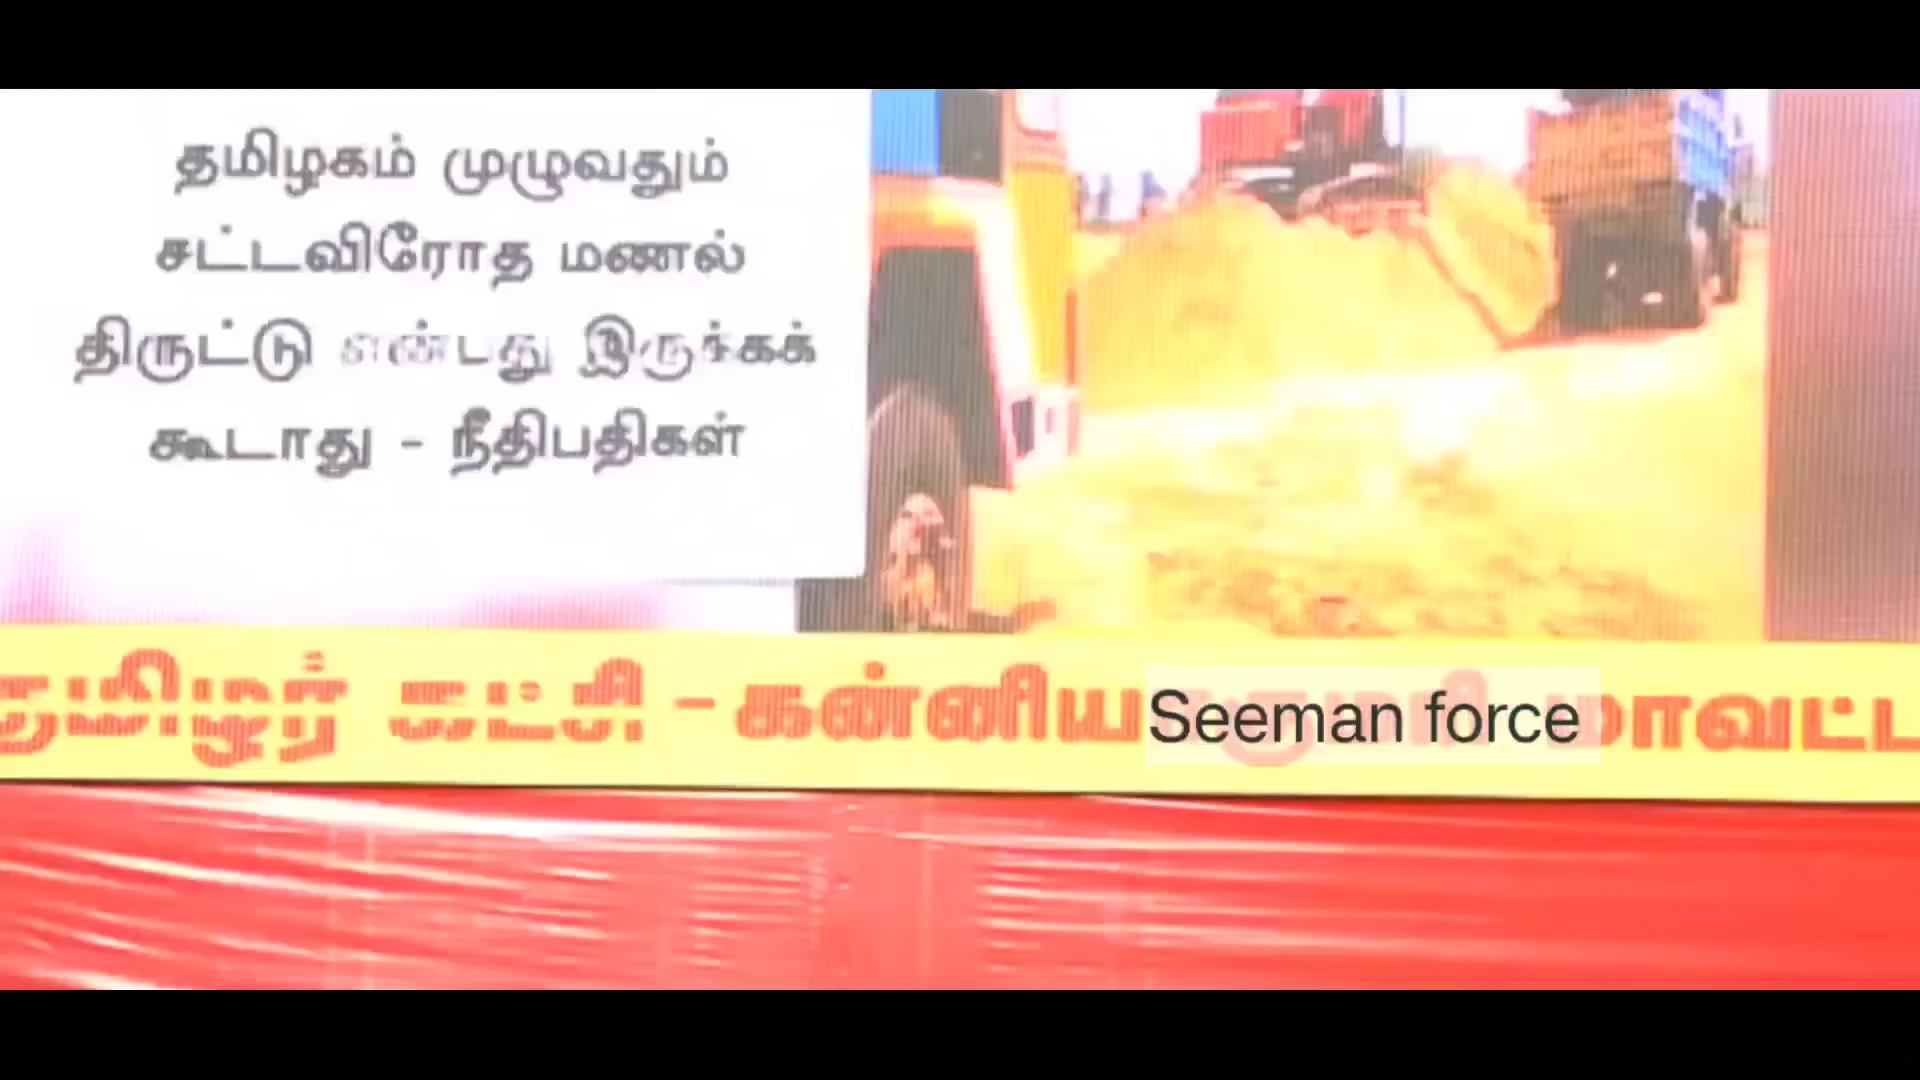 தமிழகம் முழுவதும்
சட்டவிரோத மணல்
திருட்டு என்பது இருக்கக்
கூடாது - நீதிபதிகள்
தமிழர் கட்சி - கன்னிய
Seeman force